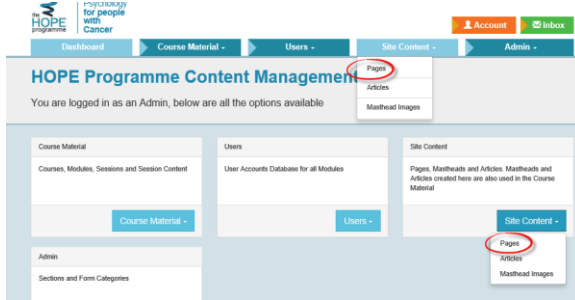 the
HOPE
programme
Psychology
for people
with
Cancer
Account
Inbox
Dashboard
Course Material
Users
Site Content
Admin
HOPE Programme Content Management
Pages
You are logged in as an Admin, below are all the options available
Articles
Masthead Images
Course Material
Courses, Modules, Sessions and Session Content
Course Material
Users
User Accounts Database for all Modules
Users
Site Content
Pages, Mastheads and Articles. Mastheads and
Articles created here are also used in the Course
Material
Site Content
Pages
Articles
Masthead Images
Admin
Sections and Form Categories